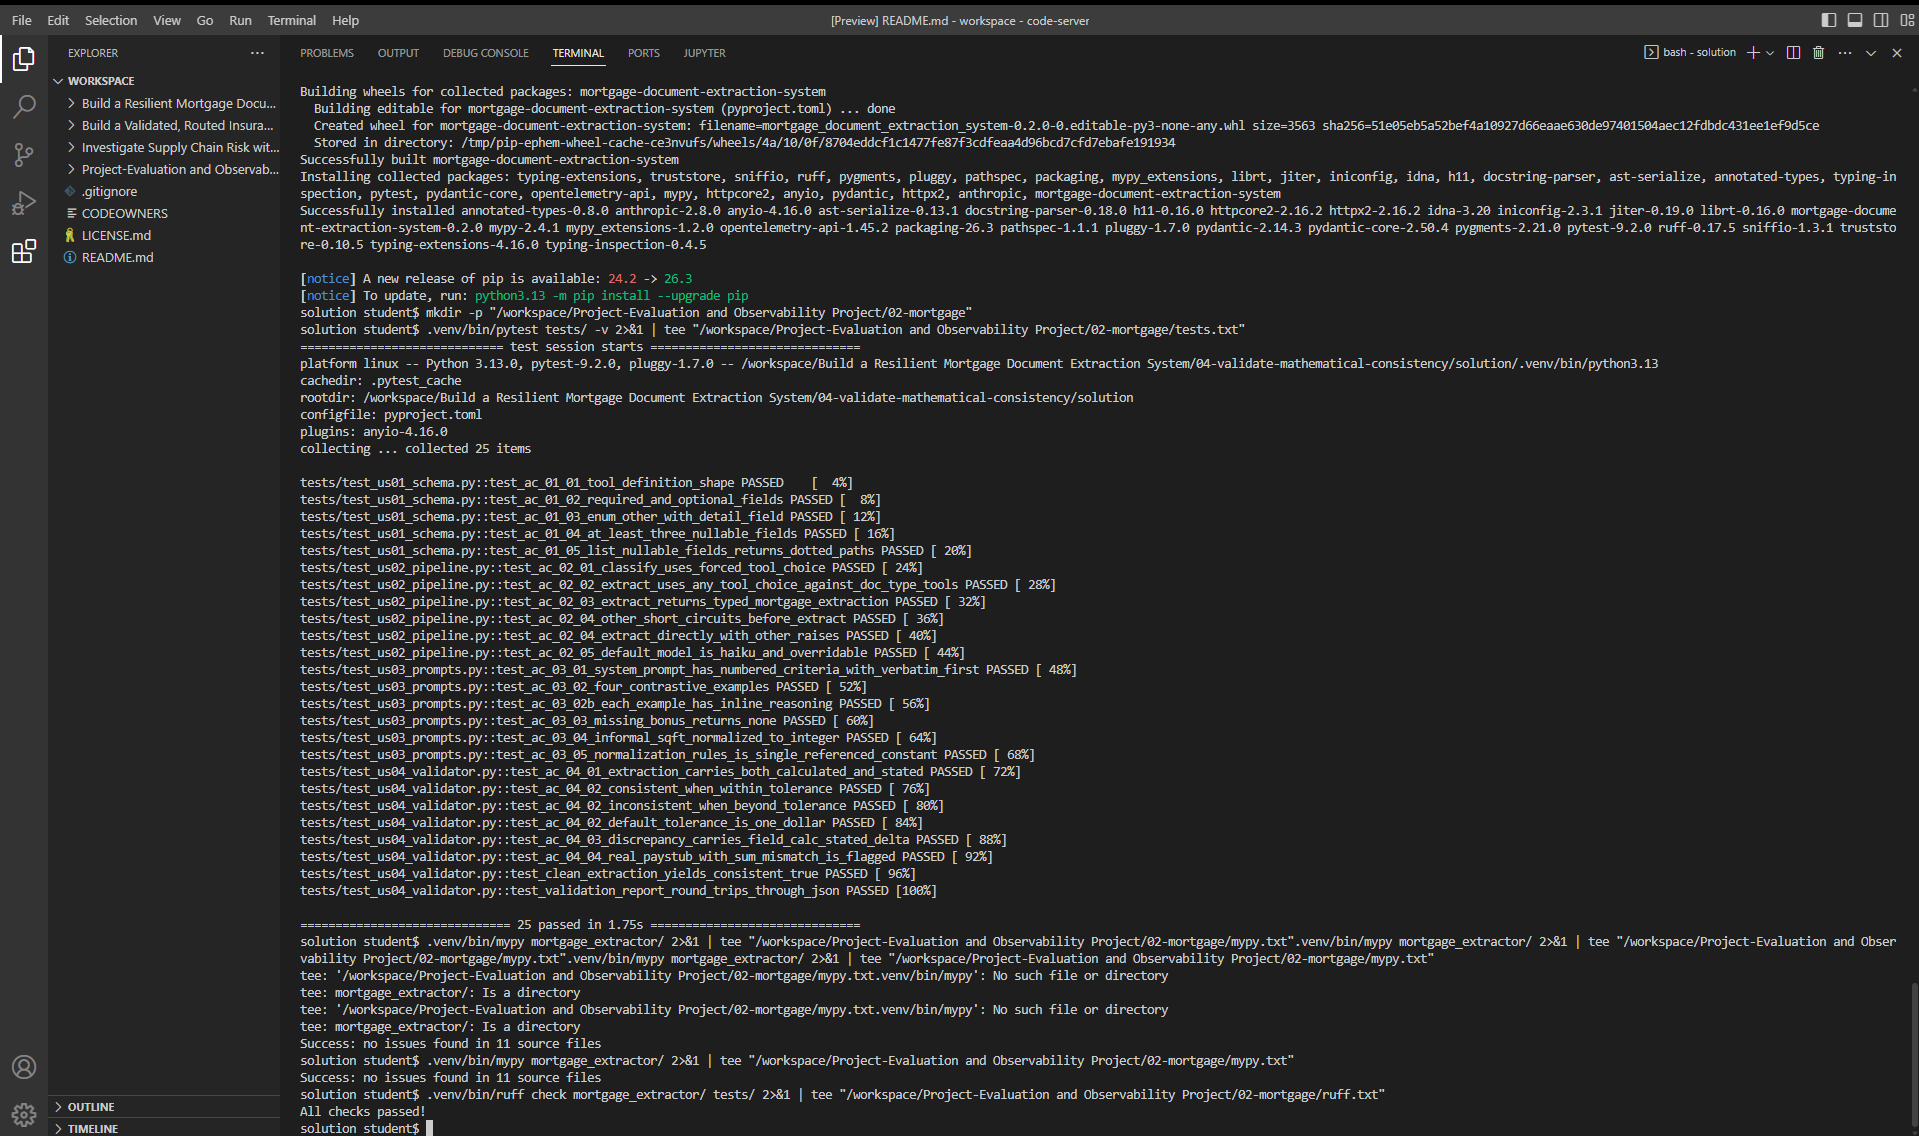 File Edit Selection View Go Run Terminal Help
[Preview] README.md - workspace - code-server
EXPLORER
WORKSPACE
Build a Resilient Mortgage Docu...
Build a Validated, Routed Insura...
Investigate Supply Chain Risk wit...
Project-Evaluation and Observab...
.gitignore
CODEOWNERS
LICENSE.md
README.md
OUTLINE
TIMELINE
PROBLEMS OUTPUT DEBUG CONSOLE TERMINAL PORTS JUPYTER
bash - solution
Building wheels for collected packages: mortgage-document-extraction-system
Building editable for mortgage-document-extraction-system (pyproject.toml) ... done
Created wheel for mortgage-document-extraction-system: filename=mortgage_document_extraction_system-0.2.0-0.editable-py3-none-any.whl size=3563 sha256=51e05eb5a52bef4a10927d66eaae630de97401504aec12fdbdc431ee1ef9d5ce
Stored in directory: /tmp/pip-ephem-wheel-cache-ce3nvufs/wheels/4a/10/0f/8704eddcf1c1477fe87f3cdfeaa4d96bcd7cfd7ebafe191934
Successfully built mortgage-document-extraction-system
Installing collected packages: typing-extensions, truststore, sniffio, ruff, pygments, pluggy, pathspec, packaging, mypy_extensions, librt, jiter, iniconfig, idna, h11, docstring-parser, ast-serialize, annotated-types, typing-in
spection, pytest, pydantic-core, opentelemetry-api, mypy, httpcore2, anyio, pydantic, httpx2, anthropic, mortgage-document-extraction-system
Successfully installed annotated-types-0.8.0 anthropic-2.8.0 anyio-4.16.0 ast-serialize-0.13.1 docstring-parser-0.18.0 h11-0.16.0 httpcore2-2.16.2 httpx2-2.16.2 idna-3.20 iniconfig-2.3.1 jiter-0.19.0 librt-0.16.0 mortgage-docume
nt-extraction-system-0.2.0 mypy-2.4.1 mypy_extensions-1.2.0 opentelemetry-api-1.45.2 packaging-26.3 pathspec-1.1.1 pluggy-1.7.0 pydantic-2.14.3 pydantic-core-2.50.4 pygments-2.21.0 pytest-9.2.0 ruff-0.17.5 sniffio-1.3.1 truststo
re-0.10.5 typing-extensions-4.16.0 typing-inspection-0.4.5
[notice] A new release of pip is available: 24.2 -> 26.3
[notice] To update, run: python3.13 -m pip install --upgrade pip
solution student$ mkdir -p "/workspace/Project-Evaluation and Observability Project/02-mortgage"
solution student$ .venv/bin/pytest tests/ -v 2>&1 | tee "/workspace/Project-Evaluation and Observability Project/02-mortgage/tests.txt"
============================= test session starts ==============================
platform linux -- Python 3.13.0, pytest-9.2.0, pluggy-1.7.0 -- /workspace/Build a Resilient Mortgage Document Extraction System/04-validate-mathematical-consistency/solution/.venv/bin/python3.13
cachedir: .pytest_cache
rootdir: /workspace/Build a Resilient Mortgage Document Extraction System/04-validate-mathematical-consistency/solution
configfile: pyproject.toml
plugins: anyio-4.16.0
collecting ... collected 25 items
tests/test_us01_schema.py::test_ac_01_01_tool_definition_shape PASSED [ 4%]
tests/test_us01_schema.py::test_ac_01_02_required_and_optional_fields PASSED [ 8%]
tests/test_us01_schema.py::test_ac_01_03_enum_other_with_detail_field PASSED [ 12%]
tests/test_us01_schema.py::test_ac_01_04_at_least_three_nullable_fields PASSED [ 16%]
tests/test_us01_schema.py::test_ac_01_05_list_nullable_fields_returns_dotted_paths PASSED [ 20%]
tests/test_us02_pipeline.py::test_ac_02_01_classify_uses_forced_tool_choice PASSED [ 24%]
tests/test_us02_pipeline.py::test_ac_02_02_extract_uses_any_tool_choice_against_doc_type_tools PASSED [ 28%]
tests/test_us02_pipeline.py::test_ac_02_03_extract_returns_typed_mortgage_extraction PASSED [ 32%]
tests/test_us02_pipeline.py::test_ac_02_04_other_short_circuits_before_extract PASSED [ 36%]
tests/test_us02_pipeline.py::test_ac_02_04_extract_directly_with_other_raises PASSED [ 40%]
tests/test_us02_pipeline.py::test_ac_02_05_default_model_is_haiku_and_overridable PASSED [ 44%]
tests/test_us03_prompts.py::test_ac_03_01_system_prompt_has_numbered_criteria_with_verbatim_first PASSED [ 48%]
tests/test_us03_prompts.py::test_ac_03_02_four_contrastive_examples PASSED [ 52%]
tests/test_us03_prompts.py::test_ac_03_02b_each_example_has_inline_reasoning PASSED [ 56%]
tests/test_us03_prompts.py::test_ac_03_03_missing_bonus_returns_none PASSED [ 60%]
tests/test_us03_prompts.py::test_ac_03_04_informal_sqft_normalized_to_integer PASSED [ 64%]
tests/test_us03_prompts.py::test_ac_03_05_normalization_rules_is_single_referenced_constant PASSED [ 68%]
tests/test_us04_validator.py::test_ac_04_01_extraction_carries_both_calculated_and_stated PASSED [ 72%]
tests/test_us04_validator.py::test_ac_04_02_consistent_when_within_tolerance PASSED [ 76%]
tests/test_us04_validator.py::test_ac_04_02_inconsistent_when_beyond_tolerance PASSED [ 80%]
tests/test_us04_validator.py::test_ac_04_02_default_tolerance_is_one_dollar PASSED [ 84%]
tests/test_us04_validator.py::test_ac_04_03_discrepancy_carries_field_calc_stated_delta PASSED [ 88%]
tests/test_us04_validator.py::test_ac_04_04_real_paystub_with_sum_mismatch_is_flagged PASSED [ 92%]
tests/test_us04_validator.py::test_clean_extraction_yields_consistent_true PASSED [ 96%]
tests/test_us04_validator.py::test_validation_report_round_trips_through_json PASSED [100%]
============================== 25 passed in 1.75s ==============================
solution student$ .venv/bin/mypy mortgage_extractor/ 2>&1 | tee "/workspace/Project-Evaluation and Observability Project/02-mortgage/mypy.txt".venv/bin/mypy mortgage_extractor/ 2>&1 | tee "/workspace/Project-Evaluation and Obser
vability Project/02-mortgage/mypy.txt".venv/bin/mypy mortgage_extractor/ 2>&1 | tee "/workspace/Project-Evaluation and Observability Project/02-mortgage/mypy.txt"
tee: '/workspace/Project-Evaluation and Observability Project/02-mortgage/mypy.txt.venv/bin/mypy': No such file or directory
tee: mortgage_extractor/: Is a directory
tee: '/workspace/Project-Evaluation and Observability Project/02-mortgage/mypy.txt.venv/bin/mypy': No such file or directory
tee: mortgage_extractor/: Is a directory
Success: no issues found in 11 source files
solution student$ .venv/bin/mypy mortgage_extractor/ 2>&1 | tee "/workspace/Project-Evaluation and Observability Project/02-mortgage/mypy.txt"
Success: no issues found in 11 source files
solution student$ .venv/bin/ruff check mortgage_extractor/ tests/ 2>&1 | tee "/workspace/Project-Evaluation and Observability Project/02-mortgage/ruff.txt"
All checks passed!
solution student$